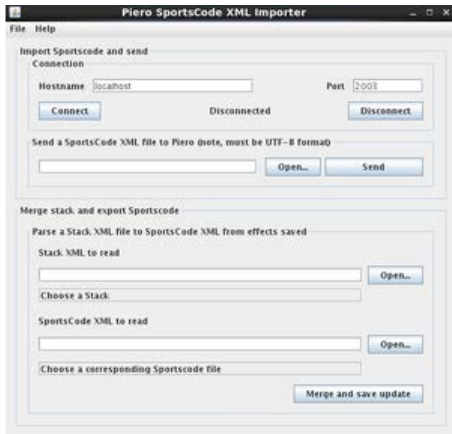 Piero SportsCode XML Importer
File Help
Import Sportscode and send
Connection
Hostname localhost Port 2003
Connect Disconnected Disconnect
Send a SportsCode XML file to Piero (note, must be UTF-8 format)
Open... Send
Merge stack and export Sportscode
Parse a Stack XML file to SportsCode XML from effects saved
Stack XML to read
Open...
Choose a Stack
SportsCode XML to read
Open...
Choose a corresponding Sportscode file
Merge and save update